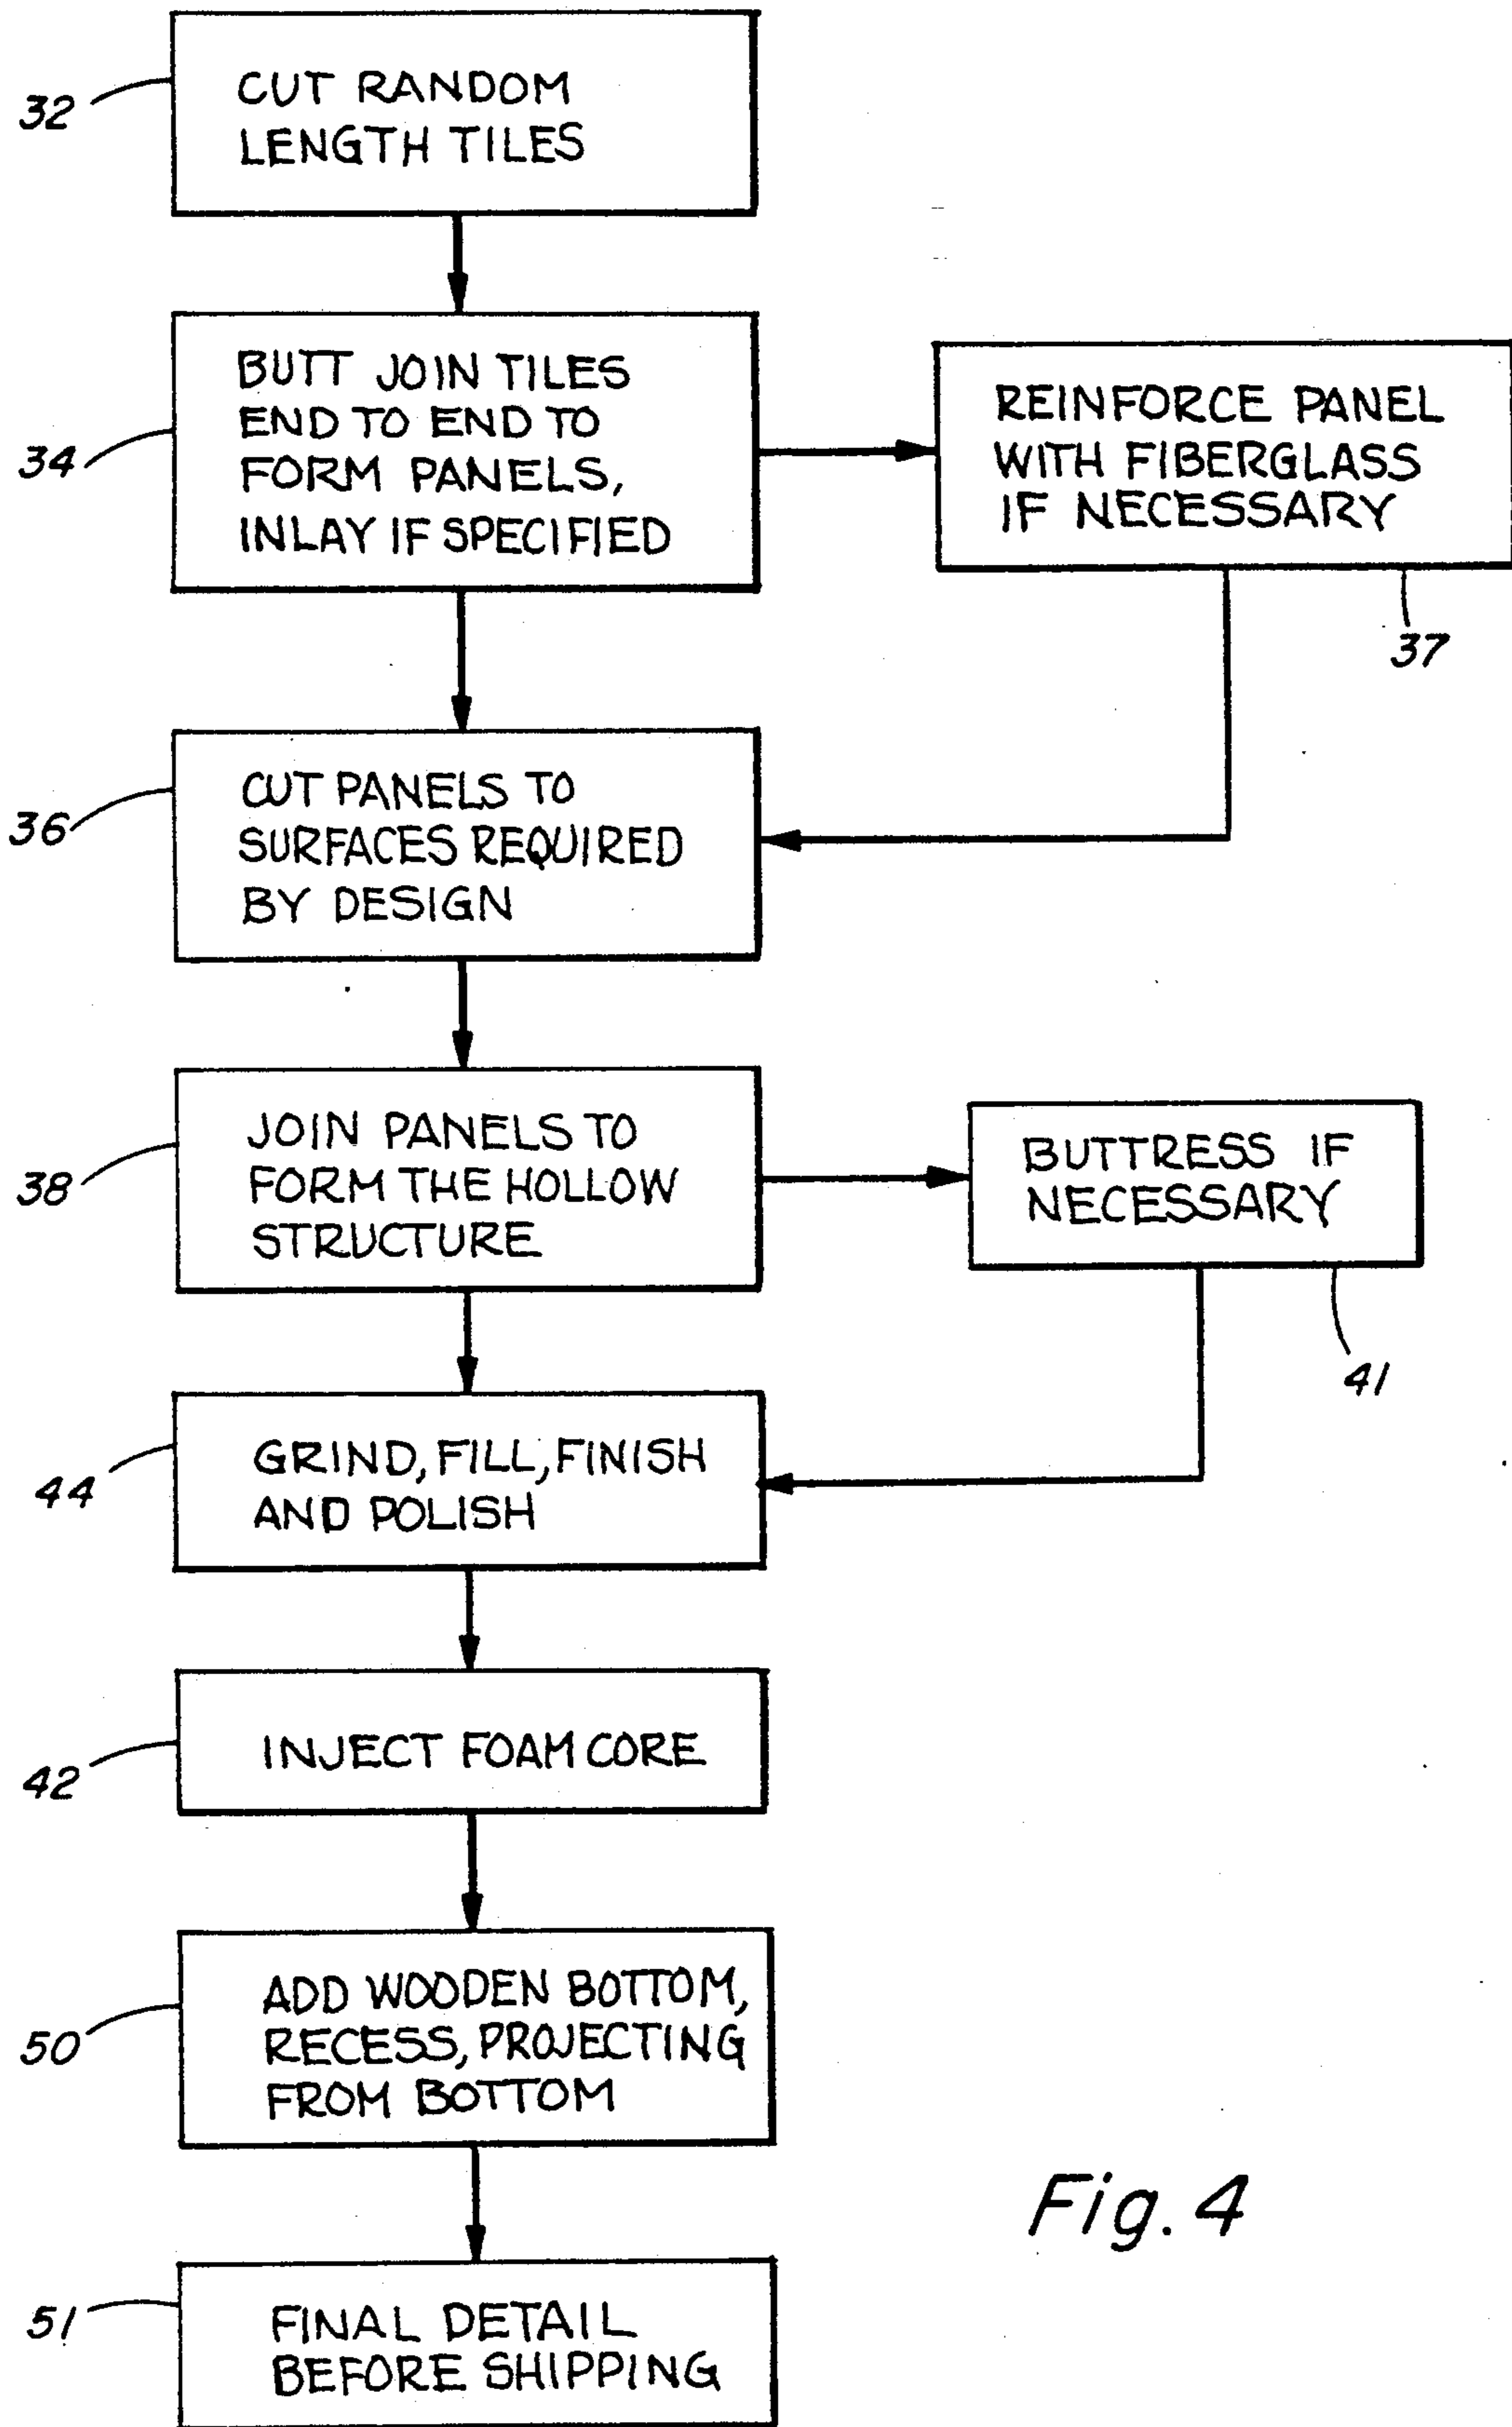 32
CUT RANDOM
LENGTH TILES
34
BUTT JOIN TILES
END TO END TO
FORM PANELS,
INLAY IF SPECIFIED
REINFORCE PANEL
WITH FIBERGLASS
IF NECESSARY
37
36
CUT PANELS TO
SURFACES REQUIRED
BY DESIGN
38
JOIN PANELS TO
FORM THE HOLLOW
STRUCTURE
BUTTRESS IF
NECESSARY
41
44
GRIND, FILL, FINISH
AND POLISH
42
INJECT FOAM CORE
50
ADD WOODEN BOTTOM,
RECESS, PROJECTING
FROM BOTTOM
51
FINAL DETAIL
BEFORE SHIPPING
Fig. 4